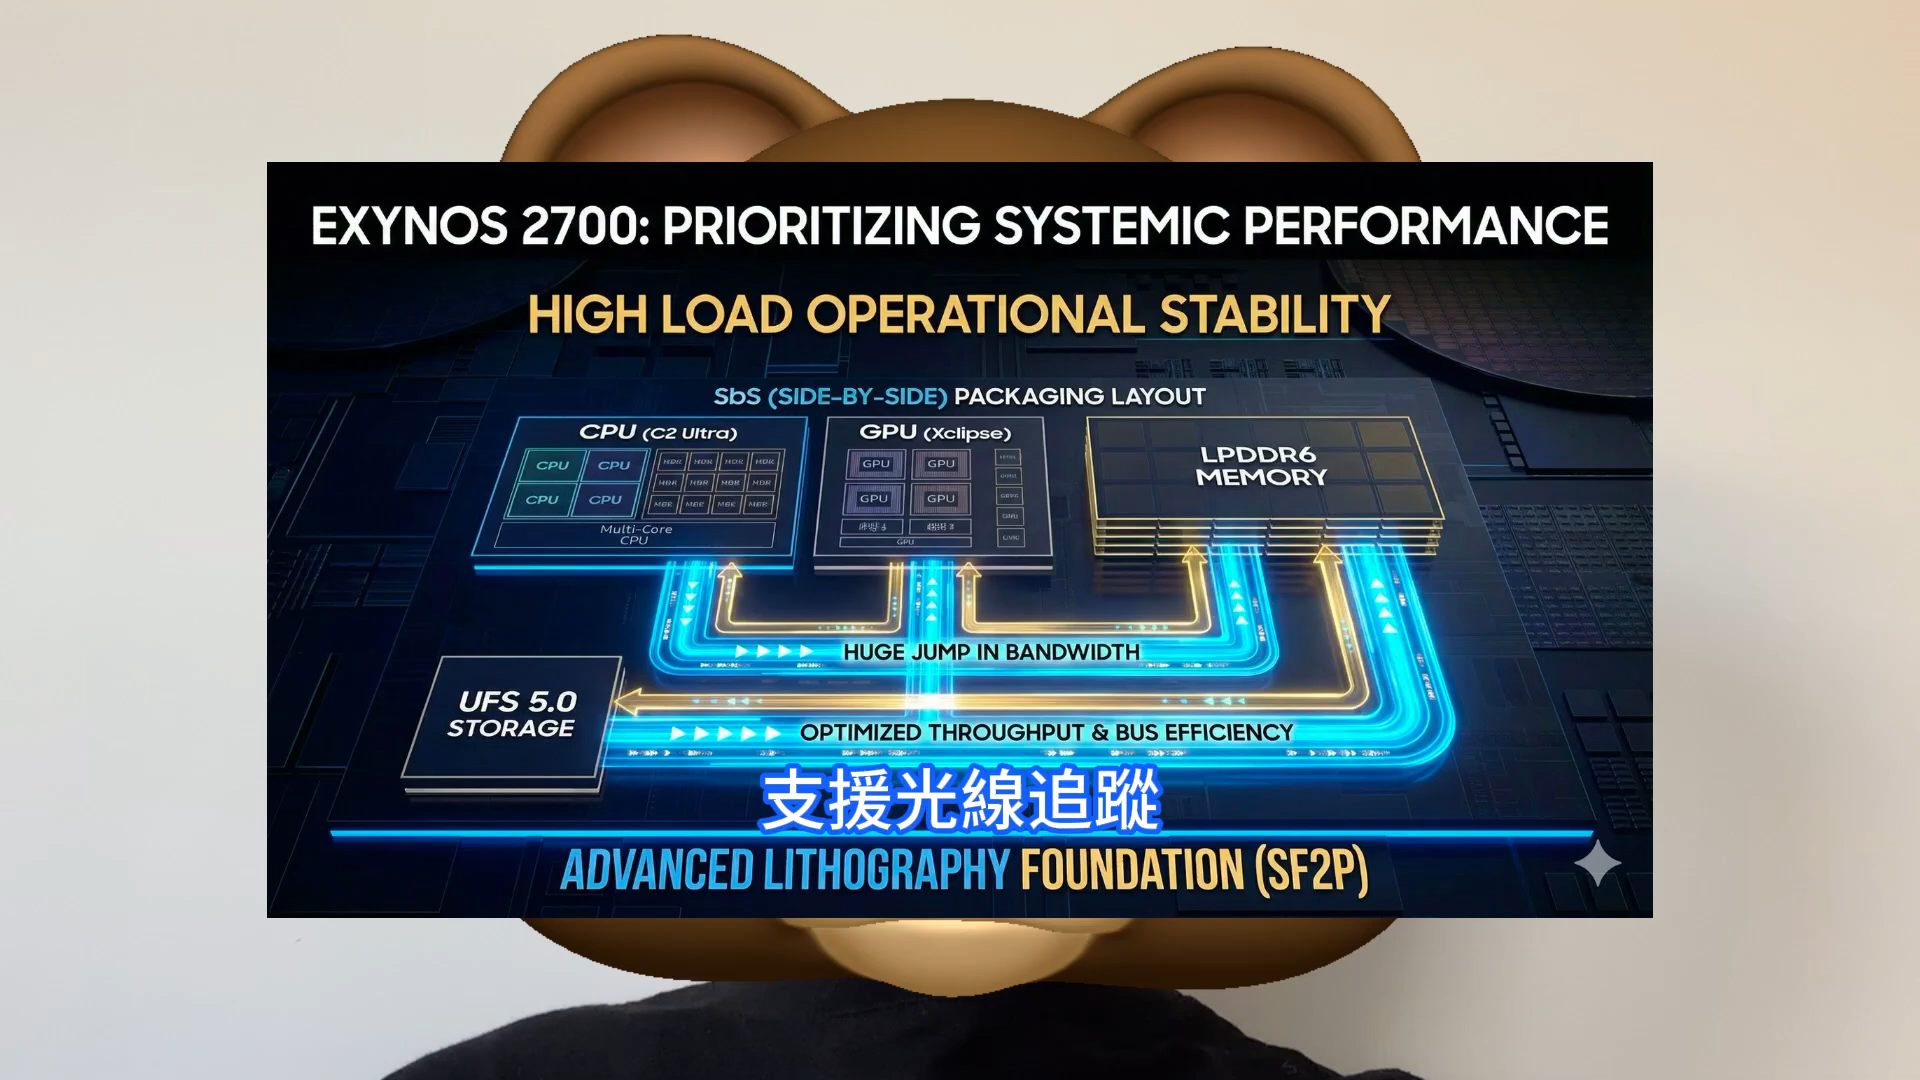 EXYNOS 2700: PRIORITIZING SYSTEMIC PERFORMANCE
HIGH LOAD OPERATIONAL STABILITY
SbS (SIDE-BY-SIDE) PACKAGING LAYOUT
CPU (C2 Ultra)
CPU CPU
CPU CPU
Multi-Core
CPU
GPU (Xclipse)
GPU GPU
GPU GPU
GPU
LPDDR6
MEMORY
HUGE JUMP IN BANDWIDTH
UFS 5.0
STORAGE
OPTIMIZED THROUGHPUT & BUS EFFICIENCY
支援光線追蹤
ADVANCED LITHOGRAPHY FOUNDATION (SF2P)